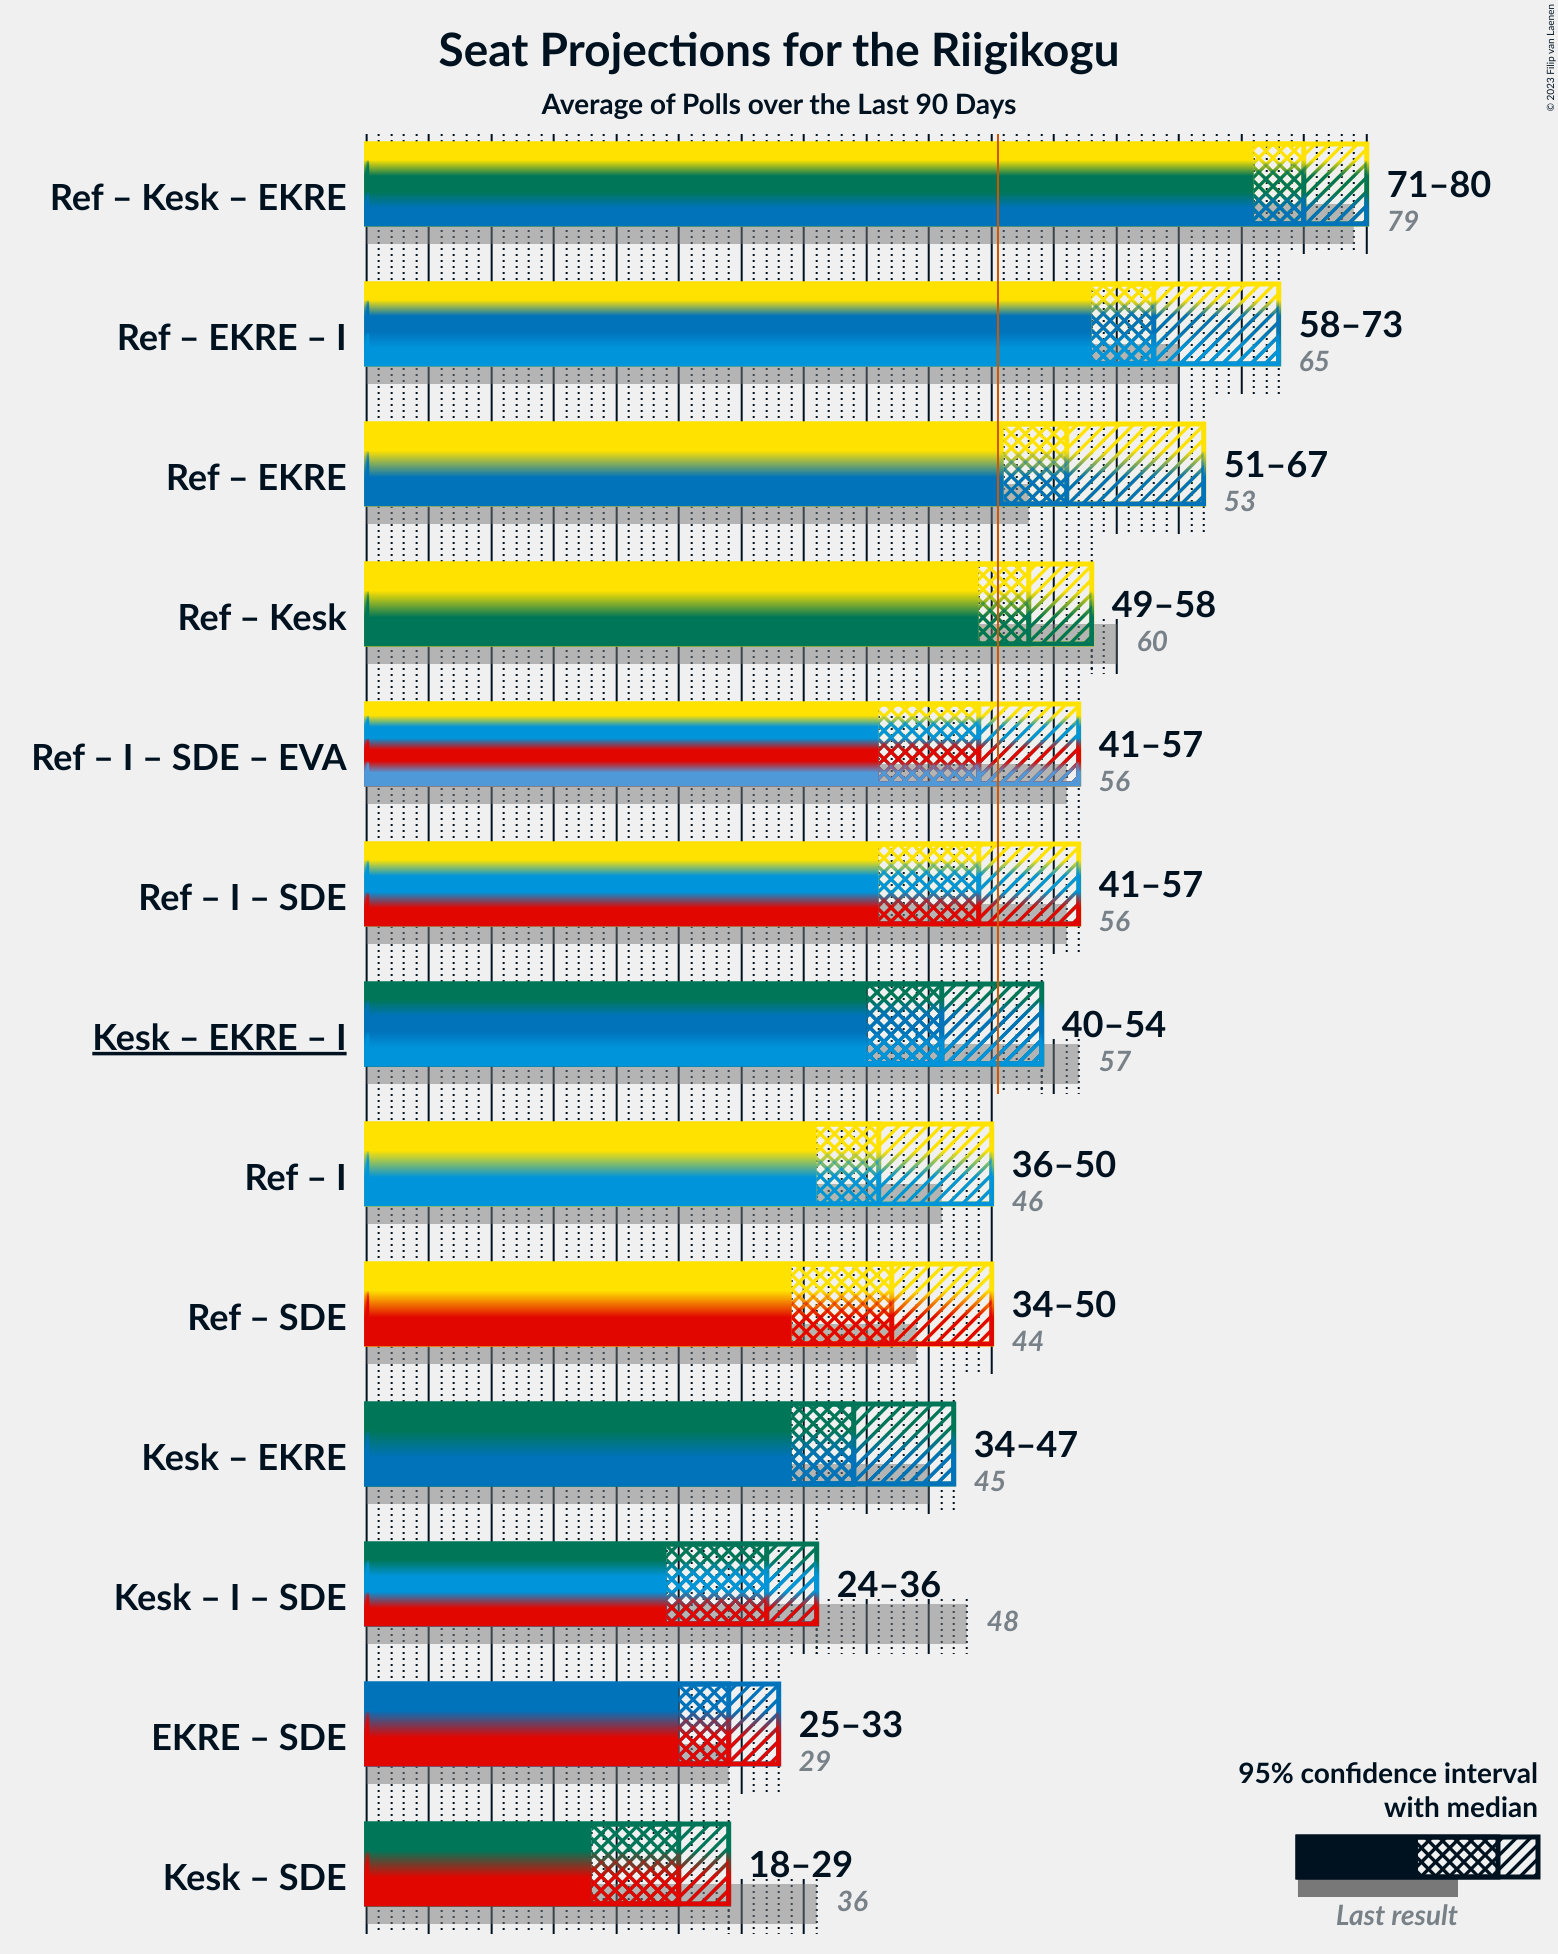 Seat Projections for the Riigikogu
Average of Polls over the Last 90 Days
© 2023 Filip van Laenen
Ref – Kesk – EKRE
71–80
79
Ref – EKRE – I
58–73
65
Ref – EKRE
51–67
53
Ref – Kesk
49–58
60
Ref – I – SDE – EVA
41–57
56
Ref – I – SDE
41–57
56
Kesk – EKRE – I
40–54
57
Ref – I
36–50
46
Ref – SDE
34–50
44
Kesk – EKRE
34–47
45
Kesk – I – SDE
24–36
48
EKRE – SDE
25–33
29
Kesk – SDE
18–29
36
95% confidence interval
with median
Last result